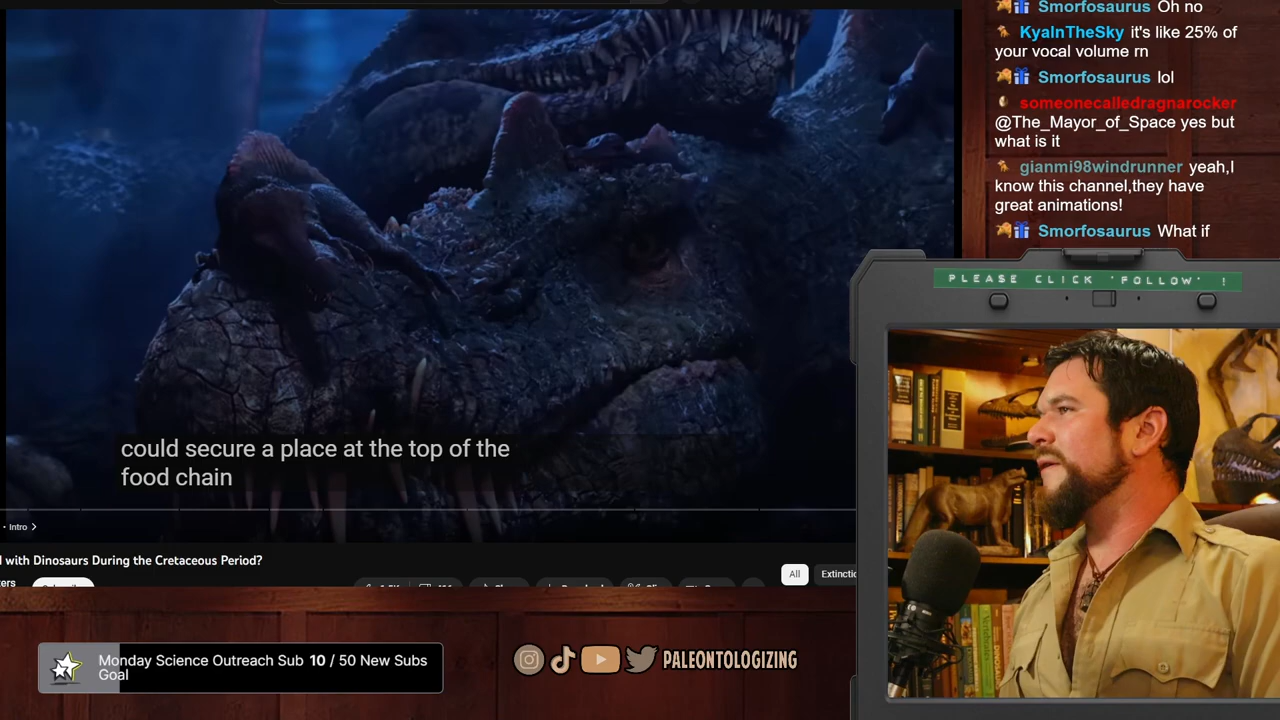 Smorfosaurus Oh no
KyaInTheSky it's like 25% of
your vocal volume rn
Smorfosaurus lol
someonecalledragnarocker
@The_Mayor_of_Space yes but
what is it
gianmi98windrunner yeah,I
know this channel,they have
great animations!
Smorfosaurus What if
PLEASE CLICK 'FOLLOW' !
could secure a place at the top of the
food chain
• Intro >
with Dinosaurs During the Cretaceous Period?
All
Monday Science Outreach Sub 10 / 50 New Subs
Goal
PALEONTOLOGIZING